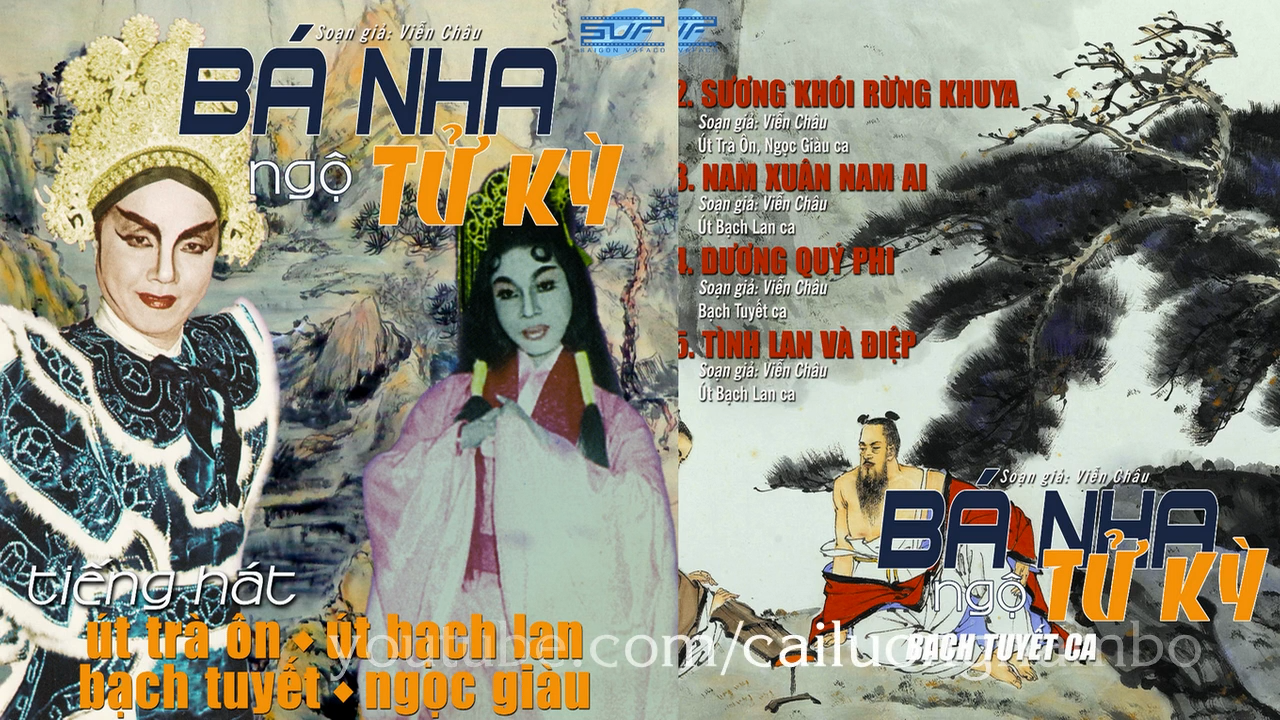 Soạn giả: Viễn Châu
BÁ NHA
ngộ TỬ KỲ
tiếng hát
út trà ôn ◆ út bạch lan
bạch tuyết ◆ ngọc giàu
SVF
SAIGON VAFACO
VF
VAFACO
2. SƯƠNG KHÓI RỪNG KHUYA
Soạn giả: Viễn Châu
Út Trà Ôn, Ngọc Giàu ca
3. NAM XUÂN NAM AI
Soạn giả: Viễn Châu
Út Bạch Lan ca
4. DƯƠNG QUÝ PHI
Soạn giả: Viễn Châu
Bạch Tuyết ca
5. TÌNH LAN VÀ ĐIỆP
Soạn giả: Viễn Châu
Út Bạch Lan ca
Soạn giả: Viễn Châu
BÁ NHA
ngộ TỬ KỲ
BẠCH TUYẾT CA